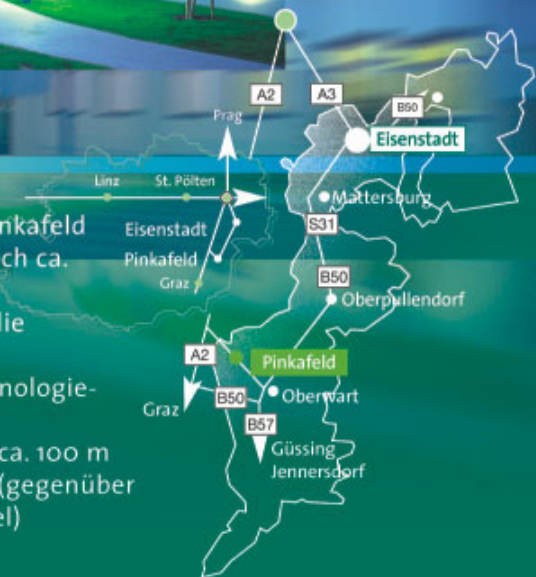 A2
A3
B50
Prag
Eisenstadt
Linz
St. Pölten
Mattersburg
S31
Eisenstadt
Pinkafeld
Graz
B50
Oberpullendorf
nkafeld
ch ca.
lie
A2
Pinkafeld
nologie-
B50
Oberwart
Graz
B57
Güssing
Jennersdorf
ca. 100 m
(gegenüber
el)